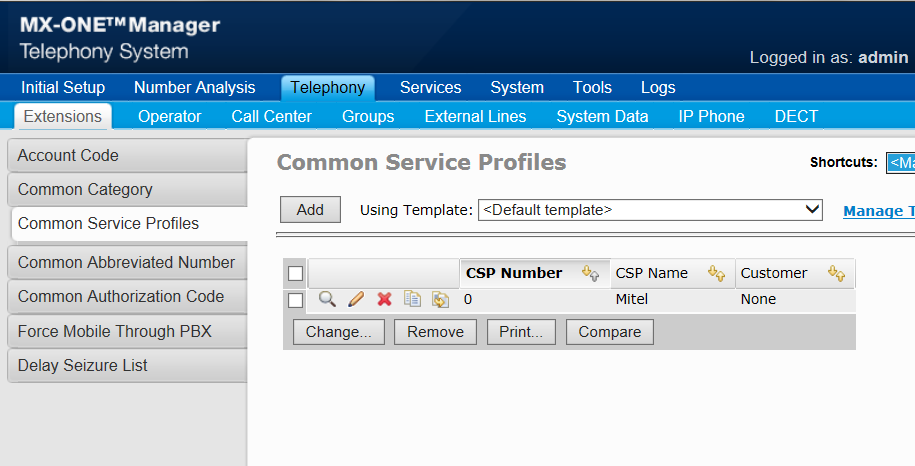 MX-ONE™Manager
Telephony System
Logged in as: admin
Initial Setup Number Analysis Telephony Services System Tools Logs
Extensions Operator Call Center Groups External Lines System Data IP Phone DECT
Account Code
Common Category
Common Service Profiles
Common Abbreviated Number
Common Authorization Code
Force Mobile Through PBX
Delay Seizure List
Common Service Profiles
Shortcuts:
Add Using Template: <Default template> Manage
CSP Number CSP Name Customer
0 Mitel None
Change... Remove Print... Compare